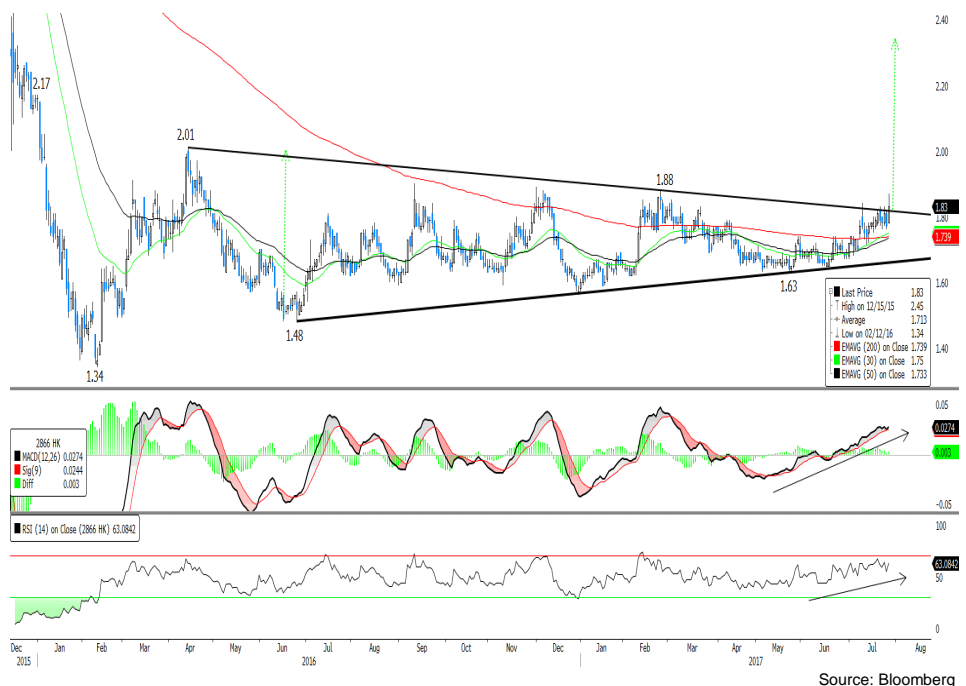 2.40
2.20
2.17
2.01
2.00
1.88
1.83
1.80
1.739
1.63
1.60
1.48
1.40
1.34
Last Price 1.83
High on 12/15/15 2.45
Average 1.713
Low on 02/12/16 1.34
EMAVG (200) on Close 1.739
EMAVG (30) on Close 1.75
EMAVG (50) on Close 1.733
0.05
2866 HK
MACD(12,26) 0.0274
Sig(9) 0.0244
Diff 0.003
0.0274
0.003
-0.05
RSI (14) on Close (2866 HK) 63.0842
100
63.0842
50
0
Dec Jan Feb Mar Apr May Jun Jul Aug Sep Oct Nov Dec Jan Feb Mar Apr May Jun Jul Aug
2015 2016 2017
Source: Bloomberg